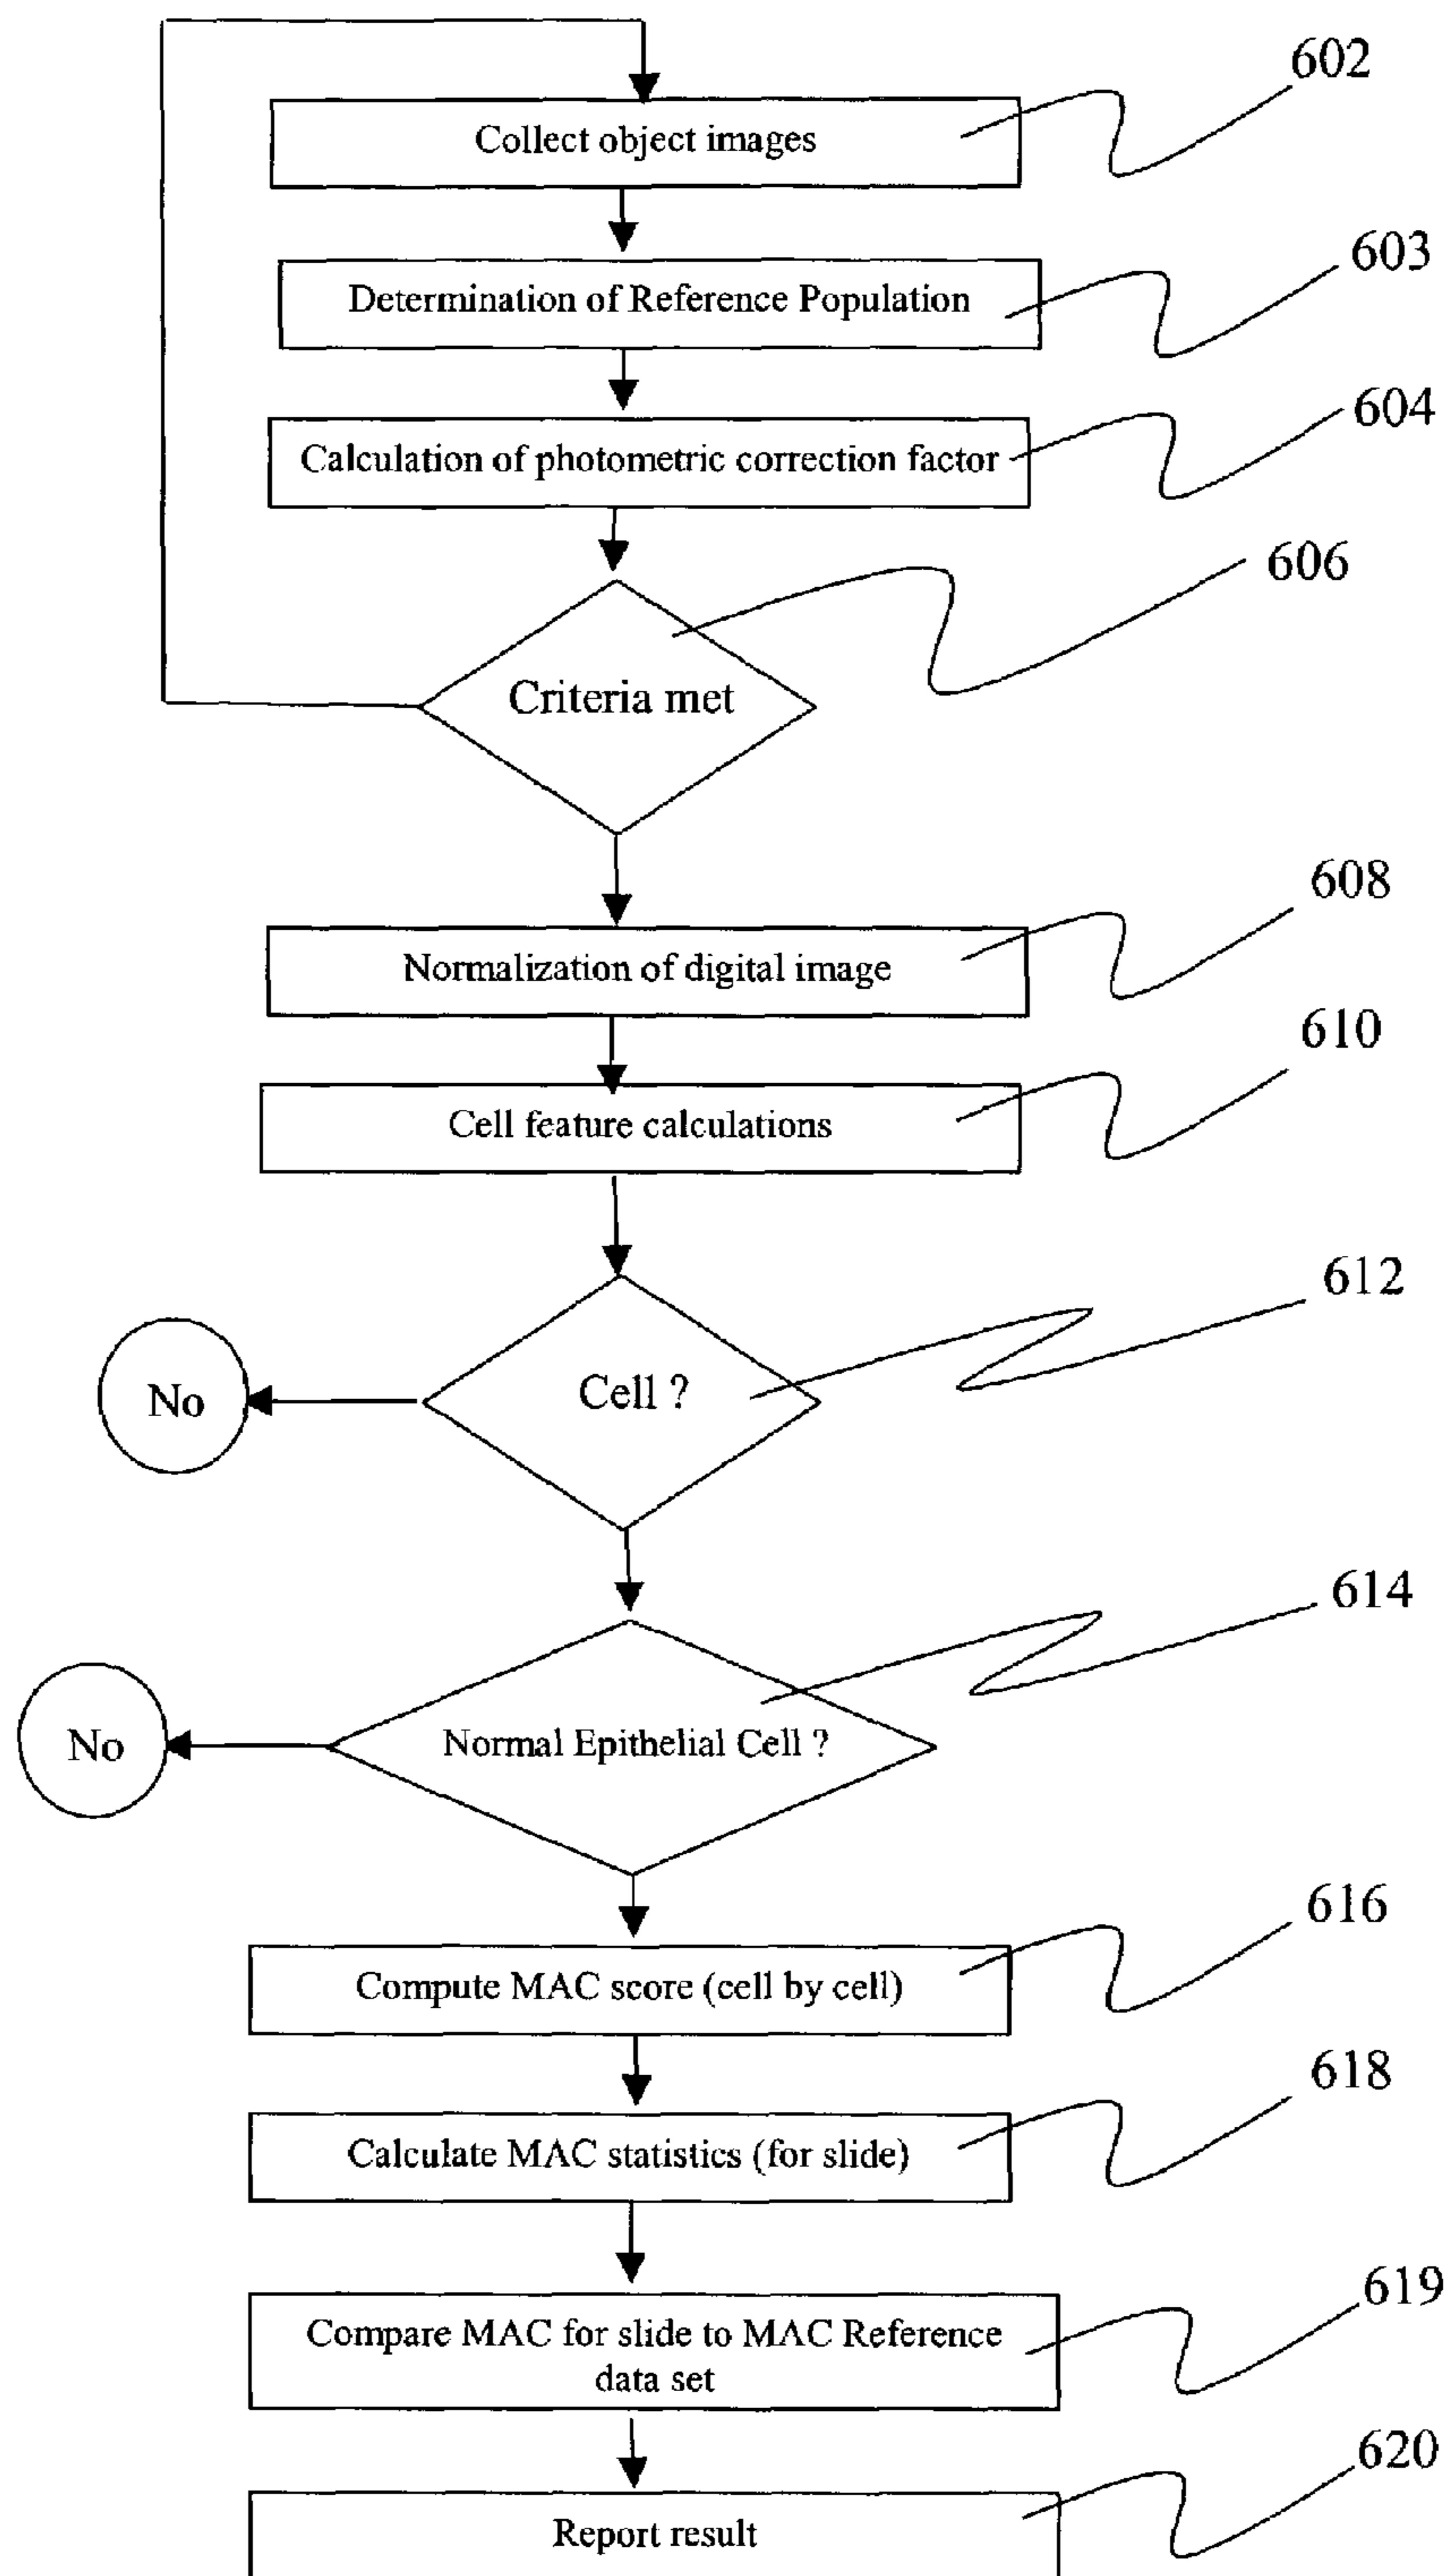 602
Collect object images
603
Determination of Reference Population
604
Calculation of photometric correction factor
606
Criteria met
608
Normalization of digital image
610
Cell feature calculations
612
Cell ?
No
614
Normal Epithelial Cell ?
No
616
Compute MAC score (cell by cell)
618
Calculate MAC statistics (for slide)
619
Compare MAC for slide to MAC Reference
data set
620
Report result